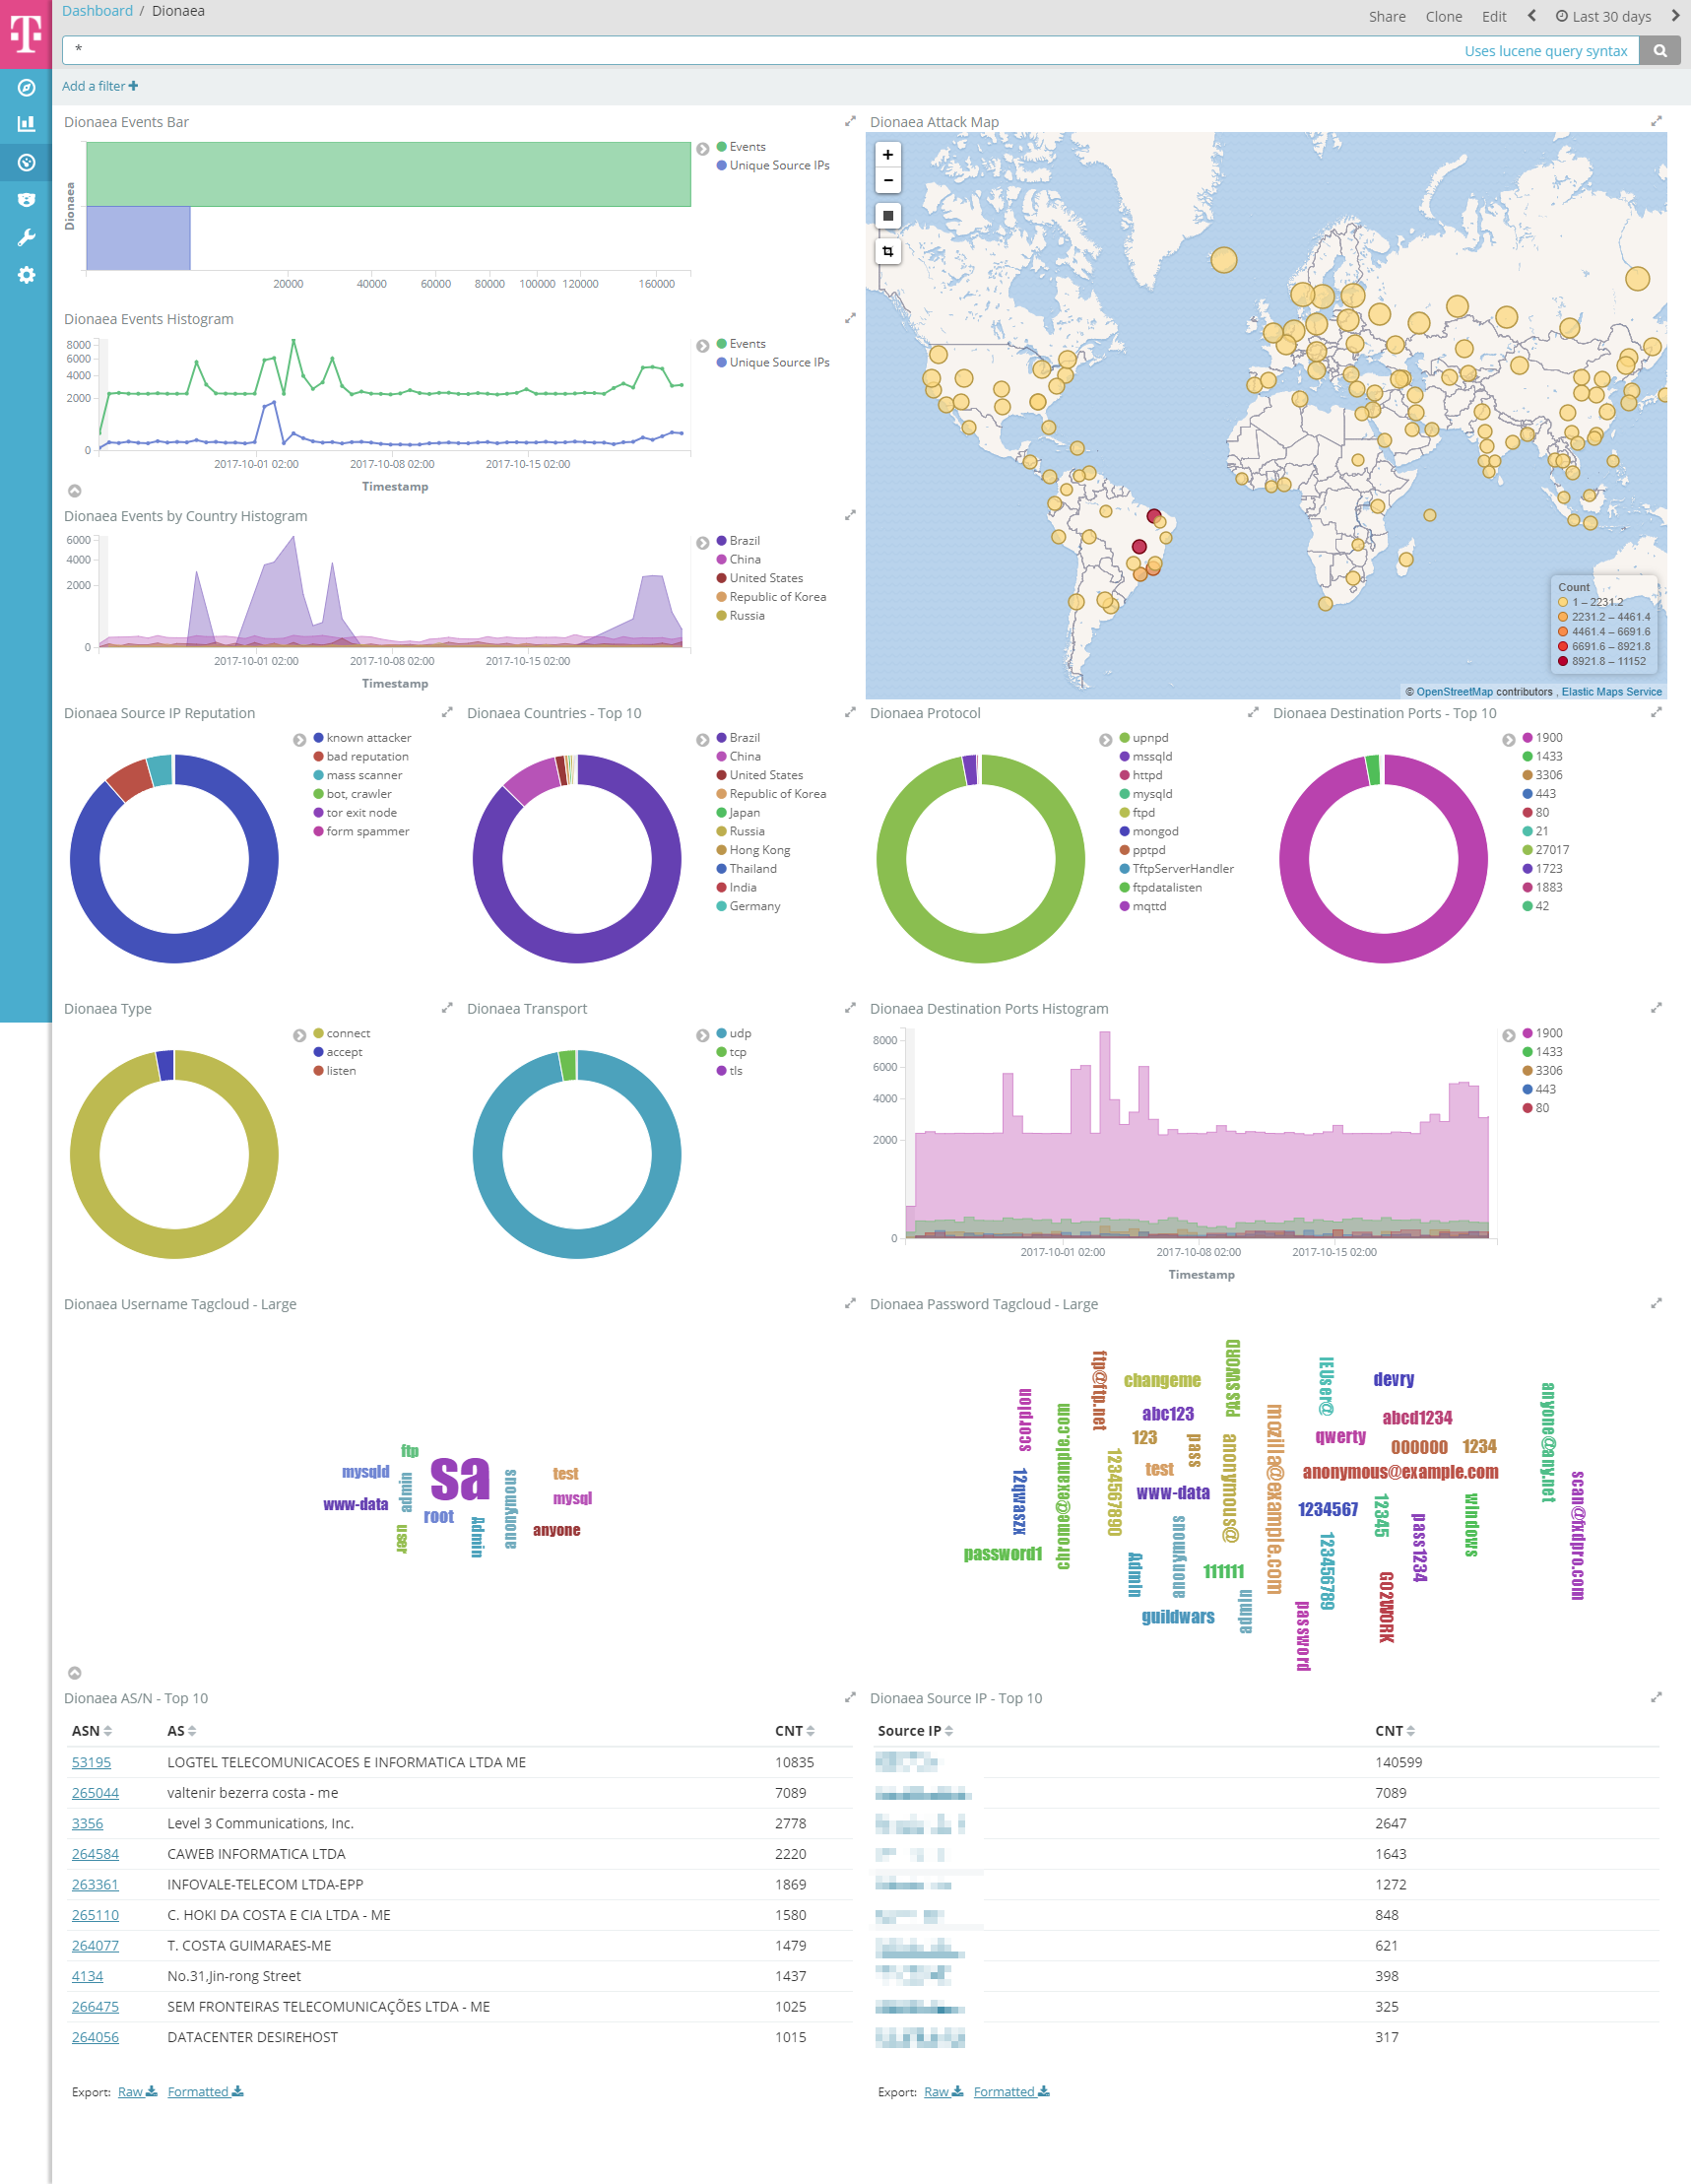 T
Dashboard / Dionaea
Share Clone Edit Last 30 days
*
Uses lucene query syntax
Add a filter
Dionaea Events Bar
Dionaea
20000 40000 60000 80000 100000 120000 160000
Events
Unique Source IPs
Dionaea Attack Map
+
−
Count
1 – 2231.2
2231.2 – 4461.4
4461.4 – 6691.6
6691.6 – 8921.8
8921.8 – 11152
© OpenStreetMap contributors , Elastic Maps Service
Dionaea Events Histogram
8000
6000
4000
2000
0
2017-10-01 02:00 2017-10-08 02:00 2017-10-15 02:00
Timestamp
Events
Unique Source IPs
Dionaea Events by Country Histogram
6000
4000
2000
0
2017-10-01 02:00 2017-10-08 02:00 2017-10-15 02:00
Timestamp
Brazil
China
United States
Republic of Korea
Russia
Dionaea Source IP Reputation
known attacker
bad reputation
mass scanner
bot, crawler
tor exit node
form spammer
Dionaea Countries - Top 10
Brazil
China
United States
Republic of Korea
Japan
Russia
Hong Kong
Thailand
India
Germany
Dionaea Protocol
upnpd
mssqld
httpd
mysqld
ftpd
mongod
pptpd
TftpServerHandler
ftpdatalisten
mqttd
Dionaea Destination Ports - Top 10
1900
1433
3306
443
80
21
27017
1723
1883
42
Dionaea Type
connect
accept
listen
Dionaea Transport
udp
tcp
tls
Dionaea Destination Ports Histogram
8000
6000
4000
2000
0
2017-10-01 02:00 2017-10-08 02:00 2017-10-15 02:00
Timestamp
1900
1433
3306
443
80
Dionaea Username Tagcloud - Large
ftp
mysqld
admin
sa
anonymous
test
www-data
mysql
root
user
Admin
anyone
Dionaea Password Tagcloud - Large
ftp@ftp.net
changeme
PASSWORD
IEUser@
devry
anyone@any.net
scorpion
chrome@example.com
abc123
mozilla@example.com
abcd1234
123
pass
anonymous@
qwerty
000000
1234
1234567890
test
anonymous@example.com
12qwaszx
www-data
1234567
12345
windows
scan@fxdpro.com
pass1234
anonymous
123456789
password1
Admin
111111
GO2WORK
guildwars
admin
password
Dionaea AS/N - Top 10
ASN AS CNT
53195 LOGTEL TELECOMUNICACOES E INFORMATICA LTDA ME 10835
265044 valtenir bezerra costa - me 7089
3356 Level 3 Communications, Inc. 2778
264584 CAWEB INFORMATICA LTDA 2220
263361 INFOVALE-TELECOM LTDA-EPP 1869
265110 C. HOKI DA COSTA E CIA LTDA - ME 1580
264077 T. COSTA GUIMARAES-ME 1479
4134 No.31,Jin-rong Street 1437
266475 SEM FRONTEIRAS TELECOMUNICAÇÕES LTDA - ME 1025
264056 DATACENTER DESIREHOST 1015
Export: Raw Formatted
Dionaea Source IP - Top 10
Source IP CNT
140599
7089
2647
1643
1272
848
621
398
325
317
Export: Raw Formatted